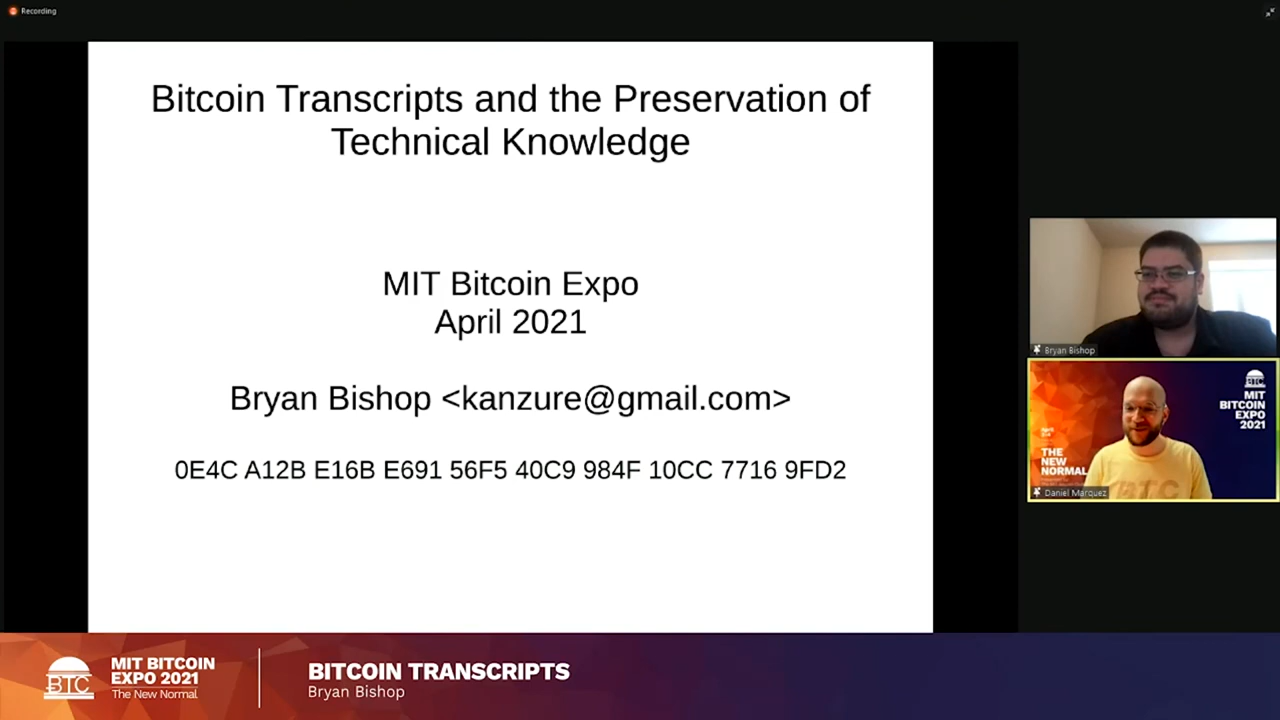 Recording
Bitcoin Transcripts and the Preservation of
Technical Knowledge
MIT Bitcoin Expo
April 2021
Bryan Bishop <kanzure@gmail.com>
0E4C A12B E16B E691 56F5 40C9 984F 10CC 7716 9FD2
Bryan Bishop
BTC
MIT
BITCOIN
EXPO
2021
THE
NEW
NORMAL
BTC
Daniel Marquez
BTC
MIT BITCOIN
EXPO 2021
The New Normal
BITCOIN TRANSCRIPTS
Bryan Bishop